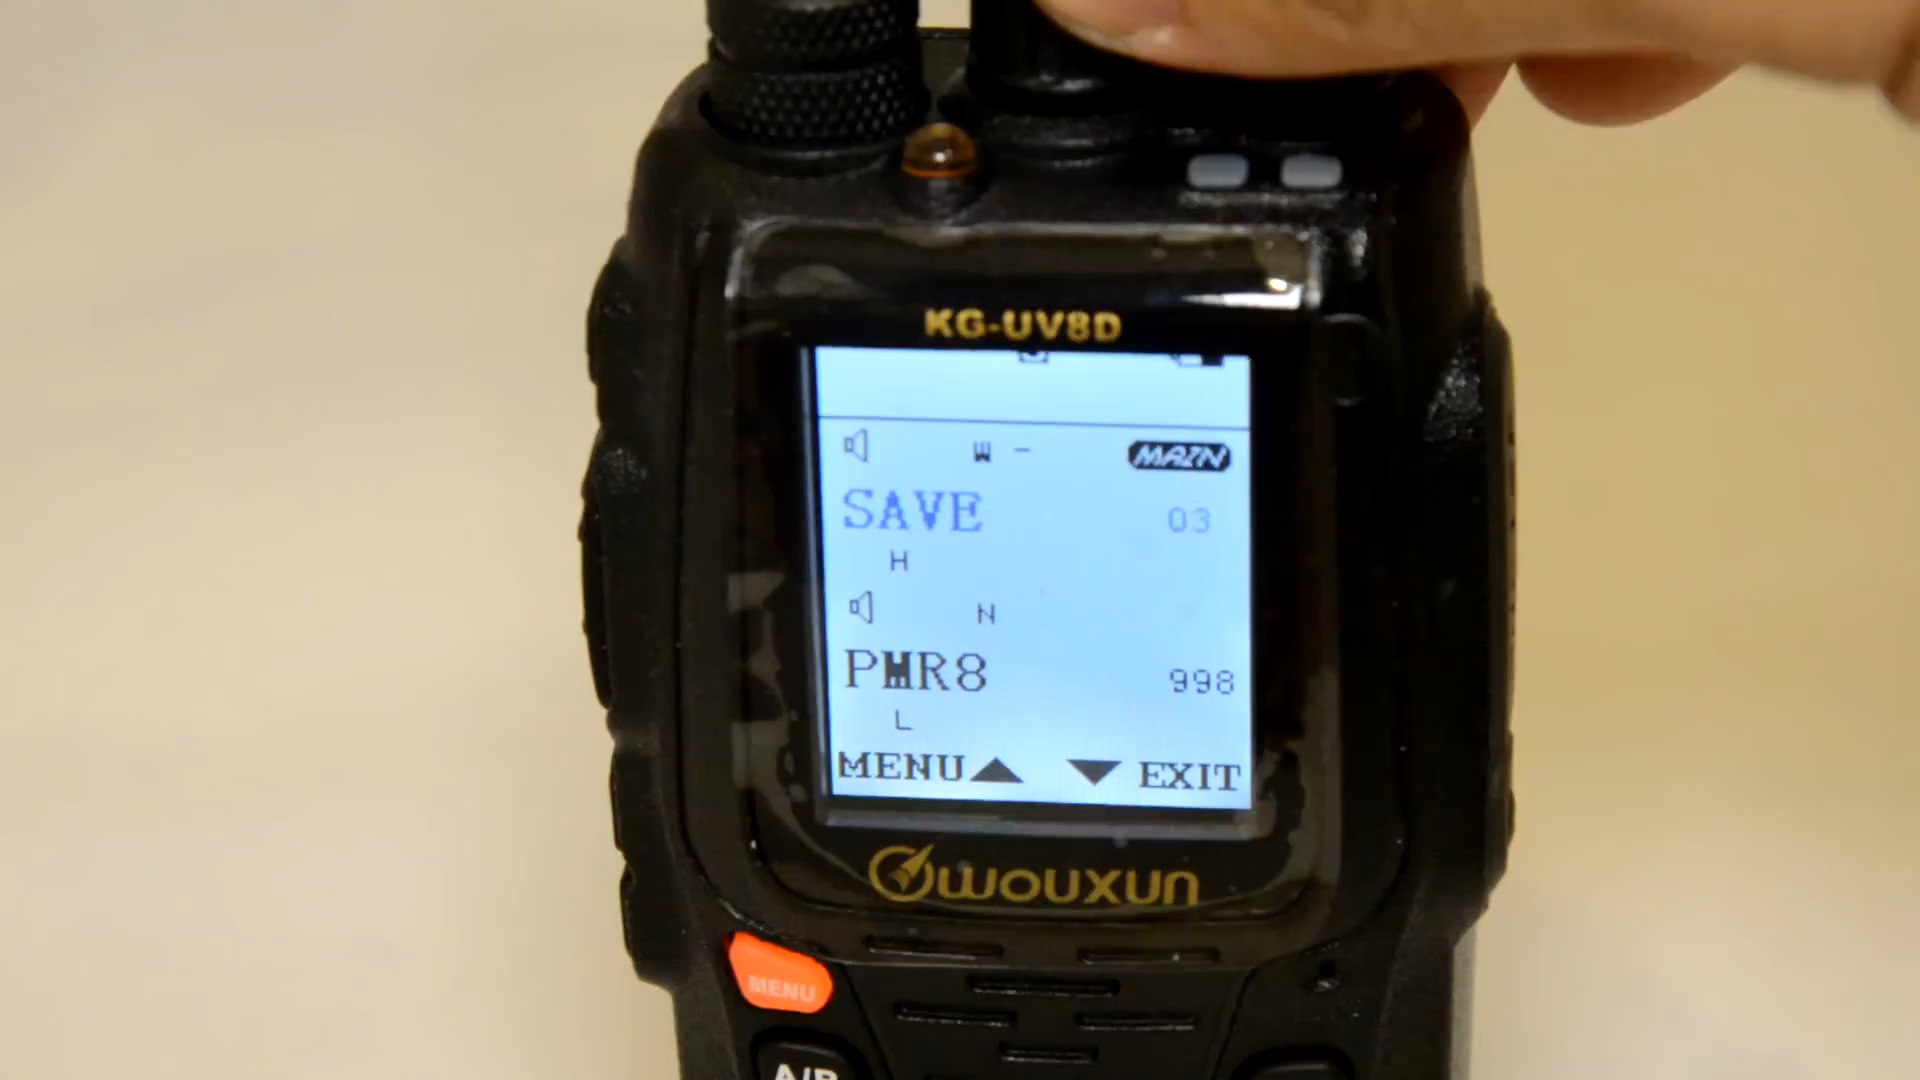 KG-UV8D
W - MAIN
SAVE 03
H
N
PMR8 998
L
MENU▲ ▼EXIT
WOUXUN
MENU
A/B